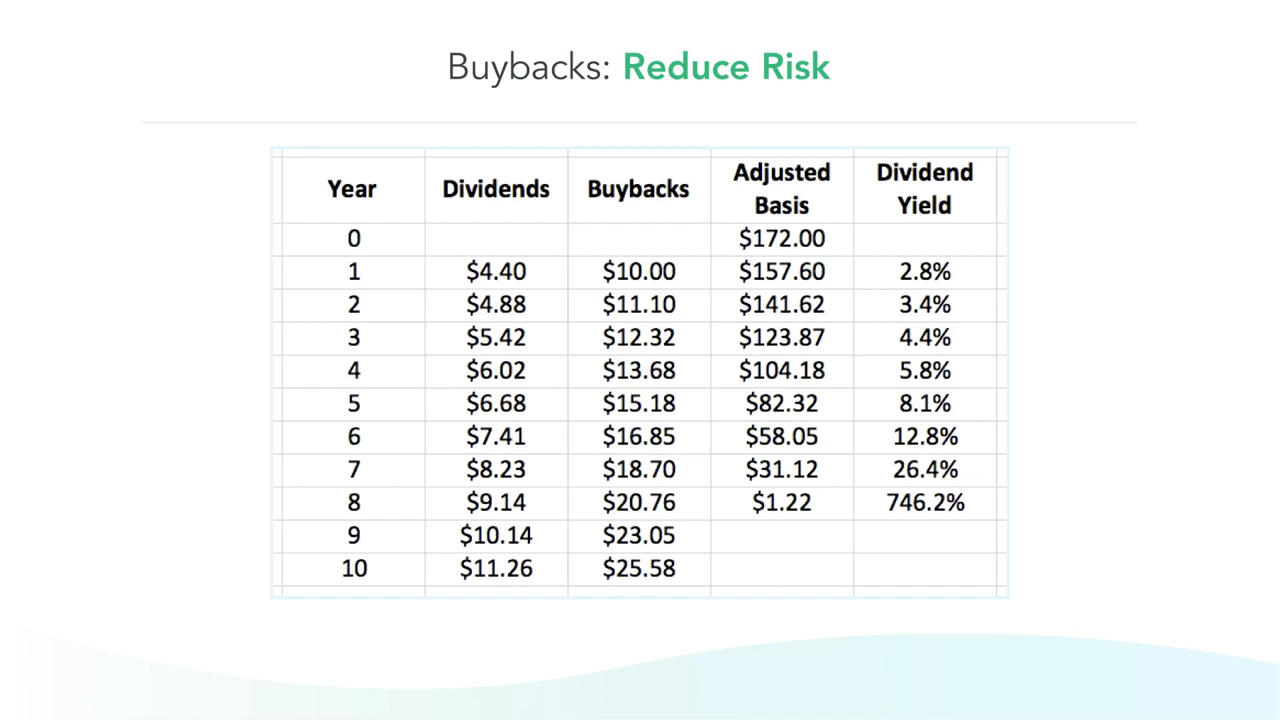 Buybacks: Reduce Risk
Year Dividends Buybacks Adjusted Basis Dividend Yield
0 $172.00
1 $4.40 $10.00 $157.60 2.8%
2 $4.88 $11.10 $141.62 3.4%
3 $5.42 $12.32 $123.87 4.4%
4 $6.02 $13.68 $104.18 5.8%
5 $6.68 $15.18 $82.32 8.1%
6 $7.41 $16.85 $58.05 12.8%
7 $8.23 $18.70 $31.12 26.4%
8 $9.14 $20.76 $1.22 746.2%
9 $10.14 $23.05
10 $11.26 $25.58